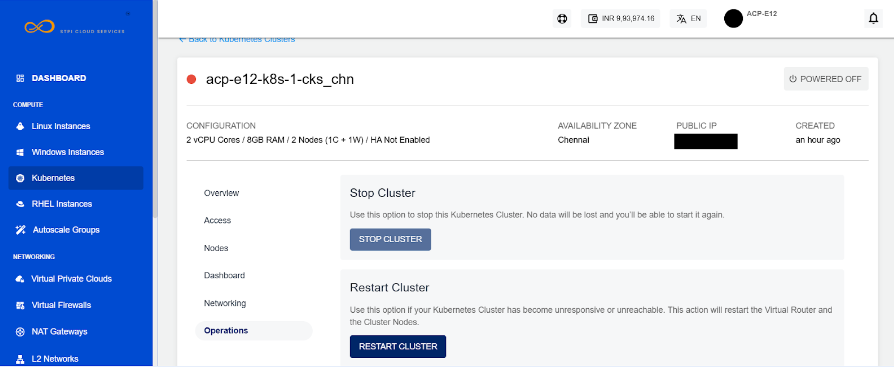 STPI CLOUD SERVICES
INR 9,93,974.16
EN
ACP-E12
Back to Kubernetes Clusters
DASHBOARD
COMPUTE
Linux Instances
Windows Instances
Kubernetes
RHEL Instances
Autoscale Groups
NETWORKING
Virtual Private Clouds
Virtual Firewalls
NAT Gateways
L2 Networks
acp-e12-k8s-1-cks_chn
POWERED OFF
CONFIGURATION
2 vCPU Cores / 8GB RAM / 2 Nodes (1C + 1W) / HA Not Enabled
AVAILABILITY ZONE
Chennai
PUBLIC IP
CREATED
an hour ago
Overview
Access
Nodes
Dashboard
Networking
Operations
Stop Cluster
Use this option to stop this Kubernetes Cluster. No data will be lost and you'll be able to start it again.
STOP CLUSTER
Restart Cluster
Use this option if your Kubernetes Cluster has become unresponsive or unreachable. This action will restart the Virtual Router and
the Cluster Nodes.
RESTART CLUSTER